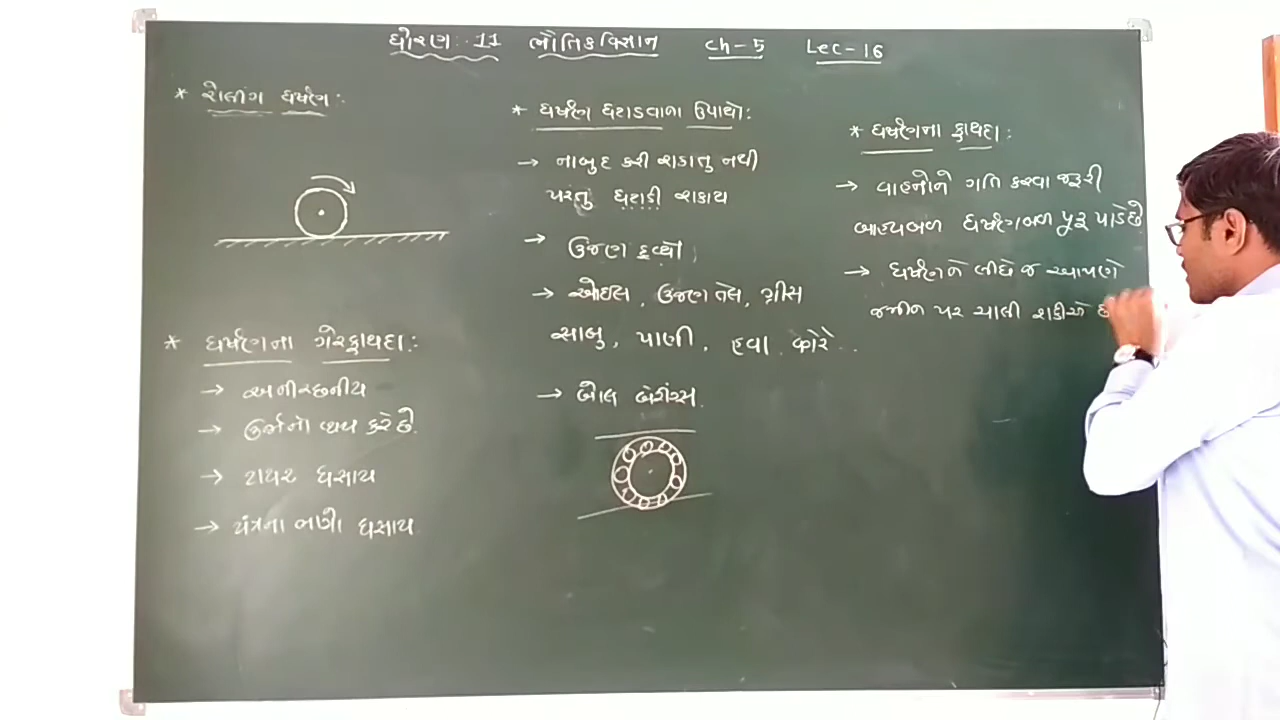 ધોરણ : 11 ભૌતિકવિજ્ઞાન Ch-5 Lec-16
* રોલીંગ ઘર્ષણ :
* ઘર્ષણના ગેરફાયદા :
→ અનીચ્છનીય
→ ઉર્જાનો વ્યય કરે છે.
→ ટાયર ઘસાય
→ યંત્રના ભાગો ઘસાય
* ઘર્ષણ ઘટાડવાના ઉપાયો :
→ નાબુદ કરી શકાતુ નથી
પરંતુ ઘટાડી શકાય
→ ઉંજણ દ્રવ્યો
→ ઓઇલ, ઉંજણ તેલ, ગ્રીસ
સાબુ, પાણી, હવા વગેરે..
→ બોલ બેરીંગ્સ.
* ઘર્ષણના ફાયદા :
→ વાહનોને ગતિ કરવા જરૂરી
બાહ્યબળ ઘર્ષણબળ પૂરૂ પાડે છે
→ ઘર્ષણને લીધે જ આપણે
જમીન પર ચાલી શકીએ છ